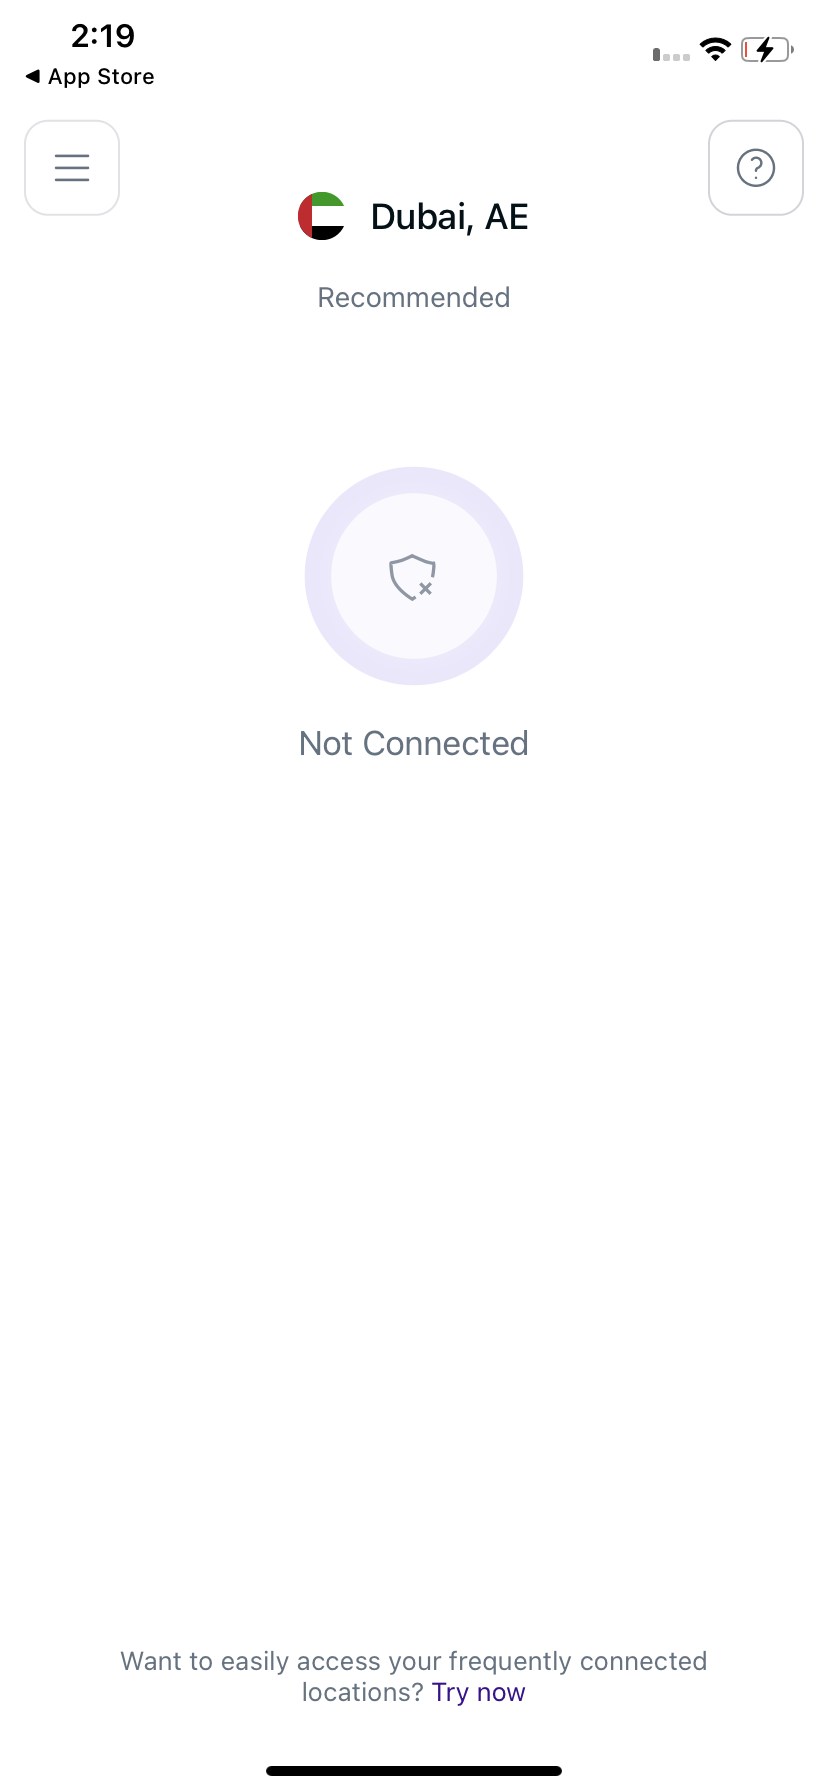 2:19
◀ App Store
Dubai, AE
Recommended
Not Connected
Want to easily access your frequently connected
locations? Try now